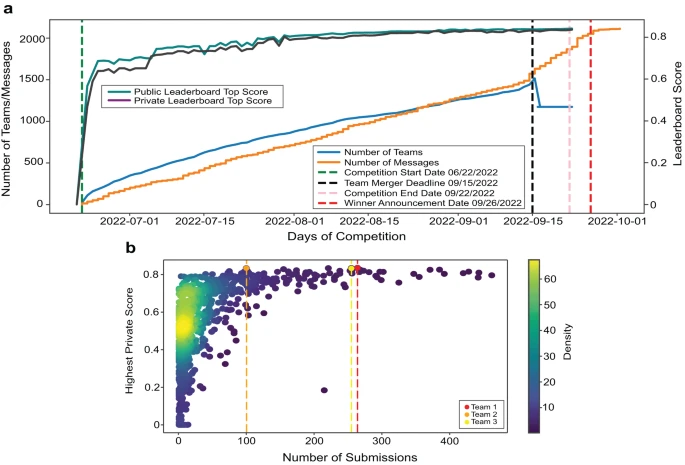 a
Number of Teams/Messages
2000
1500
1000
500
0
Public Leaderboard Top Score
Private Leaderboard Top Score
Number of Teams
Number of Messages
Competition Start Date 06/22/2022
Team Merger Deadline 09/15/2022
Competition End Date 09/22/2022
Winner Announcement Date 09/26/2022
0.8
0.6
0.4
0.2
0
Leaderboard Score
2022-07-01 2022-07-15 2022-08-01 2022-08-15 2022-09-01 2022-09-15 2022-10-01
Days of Competition
b
Highest Private Score
0.8
0.6
0.4
0.2
0
Team 1
Team 2
Team 3
0 100 200 300 400
Number of Submissions
60
50
40
30
20
10
Density